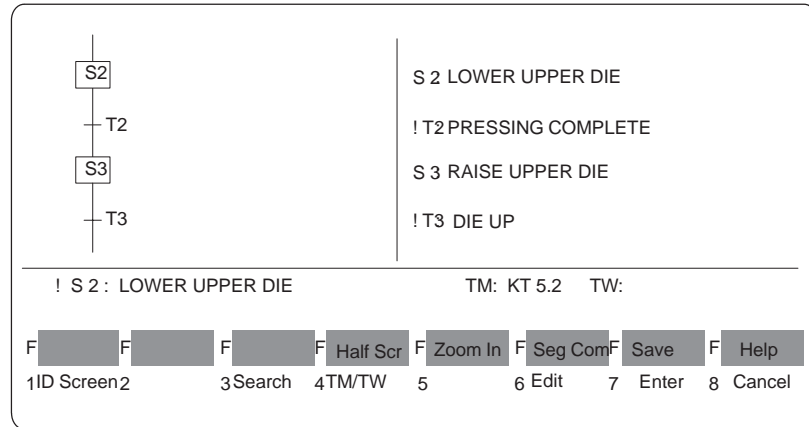 S2
S 2 LOWER UPPER DIE
T2
! T2 PRESSING COMPLETE
S3
S 3 RAISE UPPER DIE
T3
! T3 DIE UP
! S 2 : LOWER UPPER DIE TM: KT 5.2 TW:
F F F F Half Scr F Zoom In F Seg Com F Save F Help
1 ID Screen 2 3 Search 4 TM/TW 5 6 Edit 7 Enter 8 Cancel